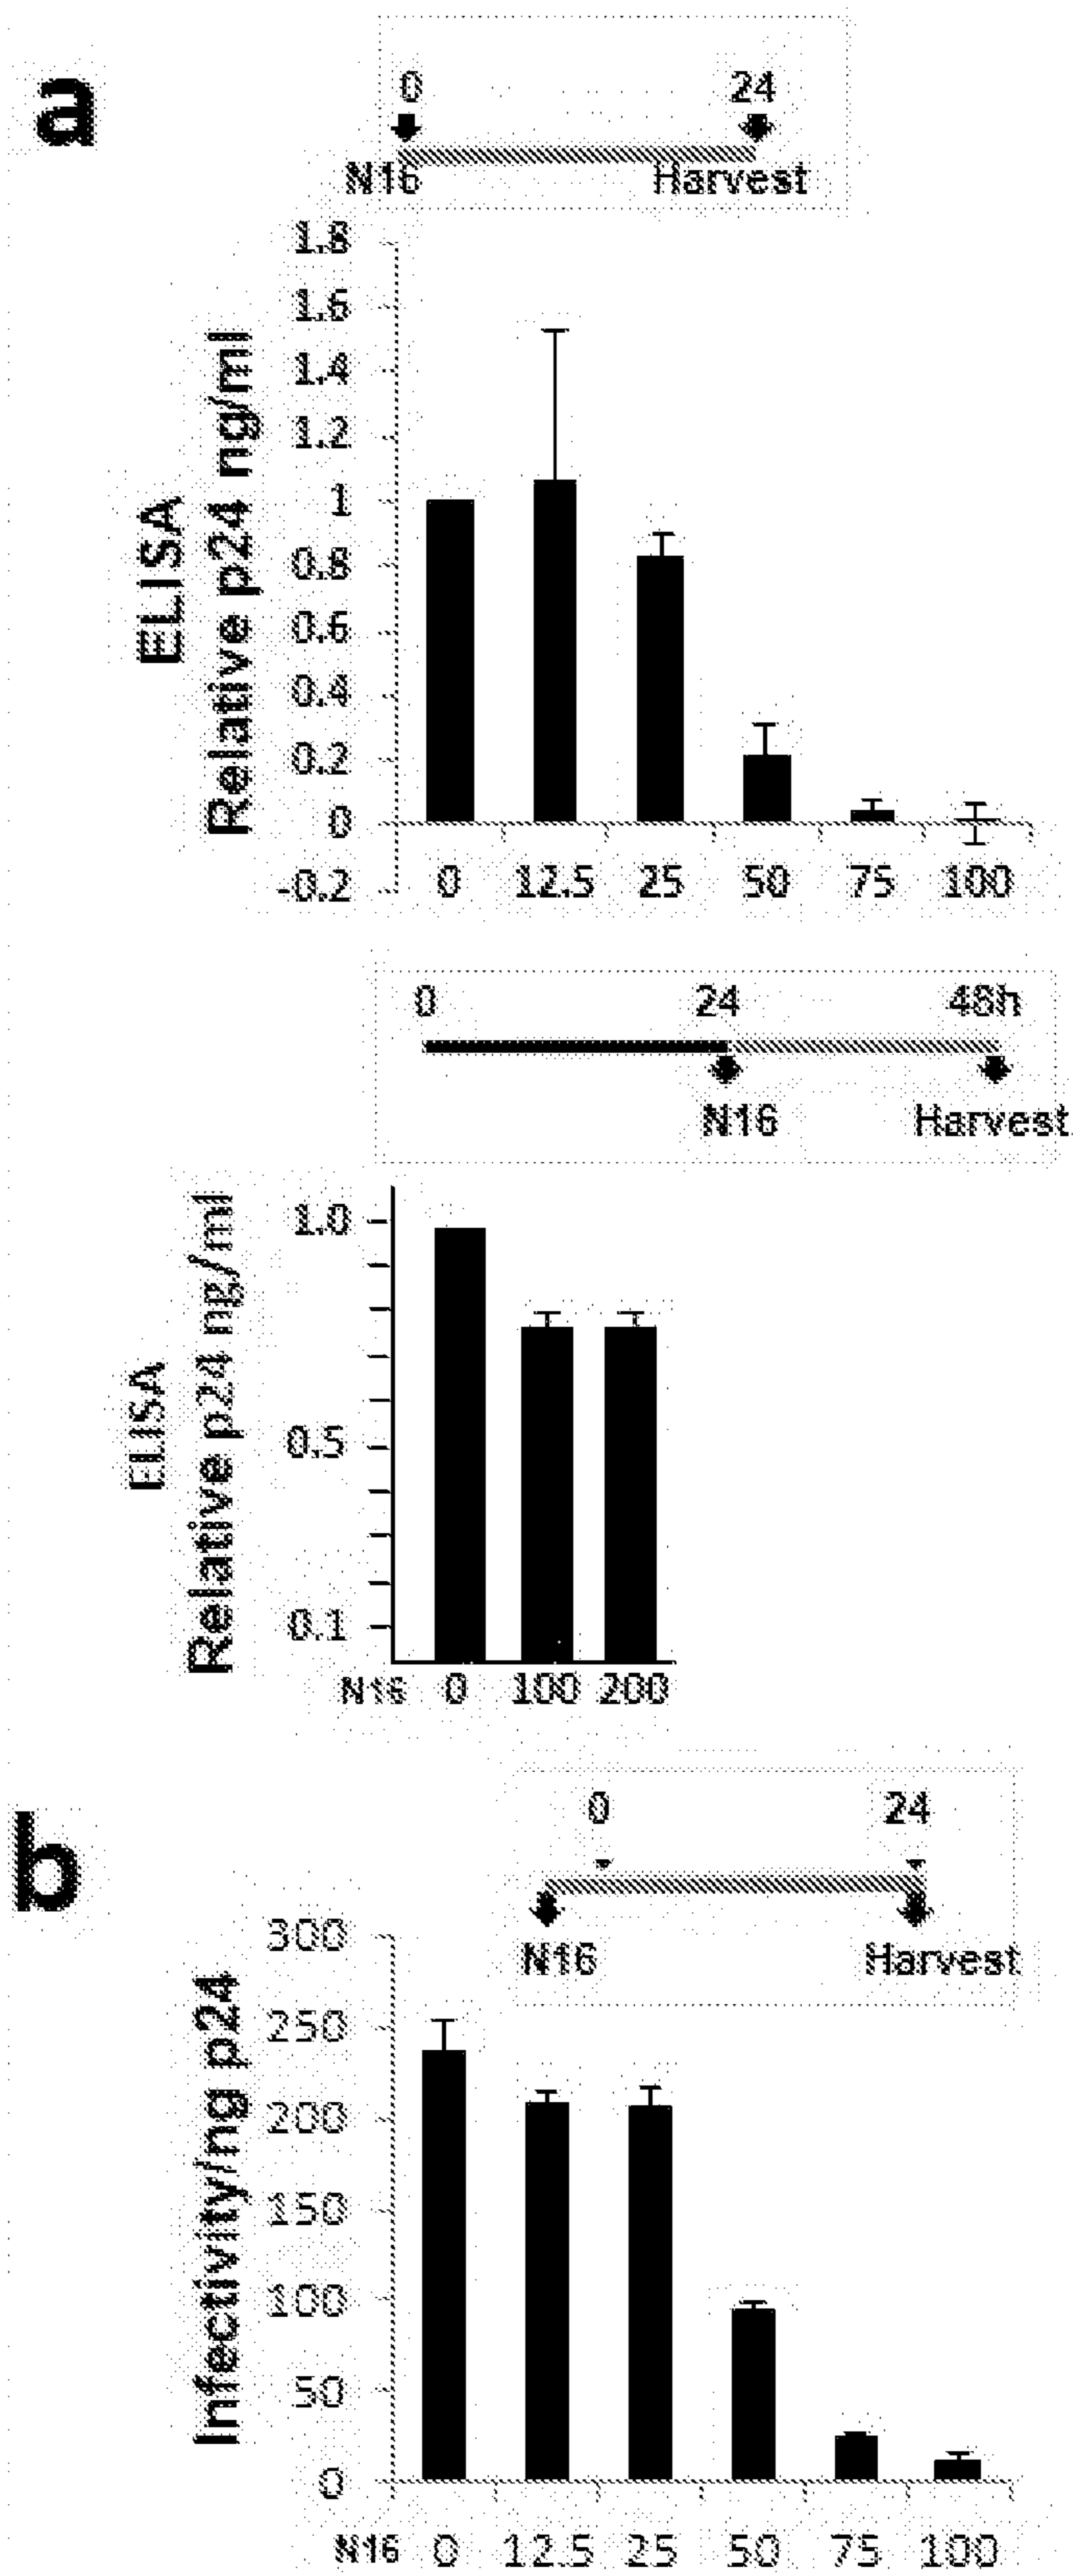 a
0 24
N16 Harvest
ELISA
Relative p24 ng/ml
1.8
1.6
1.4
1.2
1
0.8
0.6
0.4
0.2
0
-0.2
0 12.5 25 50 75 100
0 24 48h
N16 Harvest
ELISA
Relative p24 ng/ml
1.0
0.5
0.1
N16 0 100 200
b
0 24
N16 Harvest
Infectivity/ng p24
300
250
200
150
100
50
0
N16 0 12.5 25 50 75 100